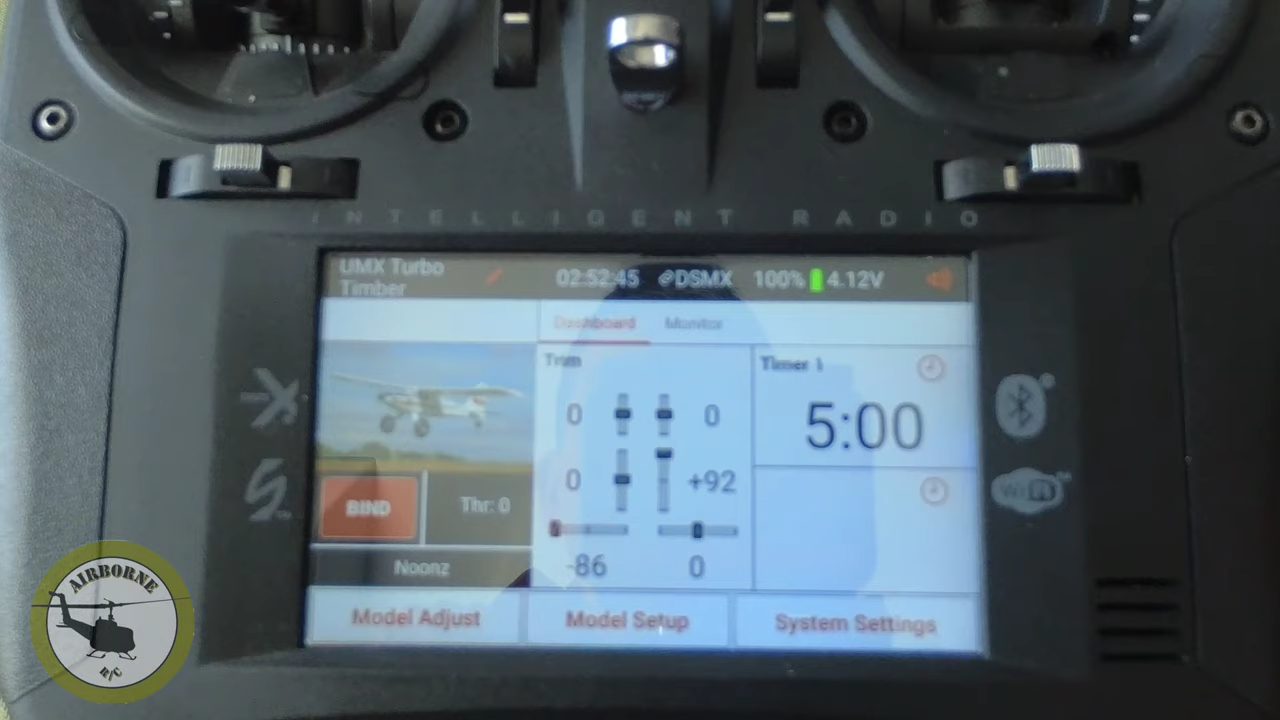 INTELLIGENT RADIO
UMX Turbo
Timber
02:52:45 DSMX 100% 4.12V
Dashboard Monitor
Trim
Timer 1
0 0
5:00
0 +92
BIND
Thr: 0
-86 0
Noonz
Model Adjust Model Setup System Settings
WiFi
AIRBORNE
R/C